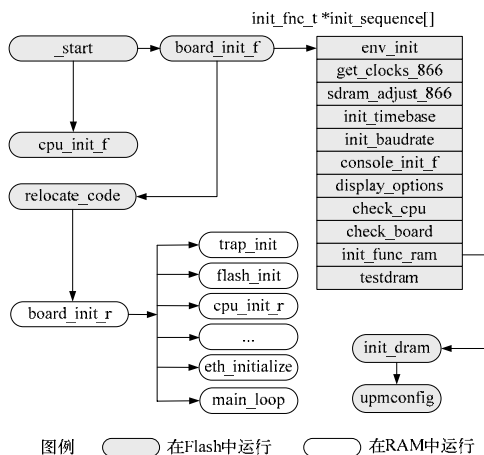 init_fnc_t *init_sequence[]
_start
board_init_f
env_init
get_clocks_866
sdram_adjust_866
init_timebase
init_baudrate
console_init_f
display_options
check_cpu
check_board
init_func_ram
testdram
cpu_init_f
relocate_code
board_init_r
trap_init
flash_init
cpu_init_r
...
eth_initialize
main_loop
init_dram
upmconfig
图例 在Flash中运行 在RAM中运行